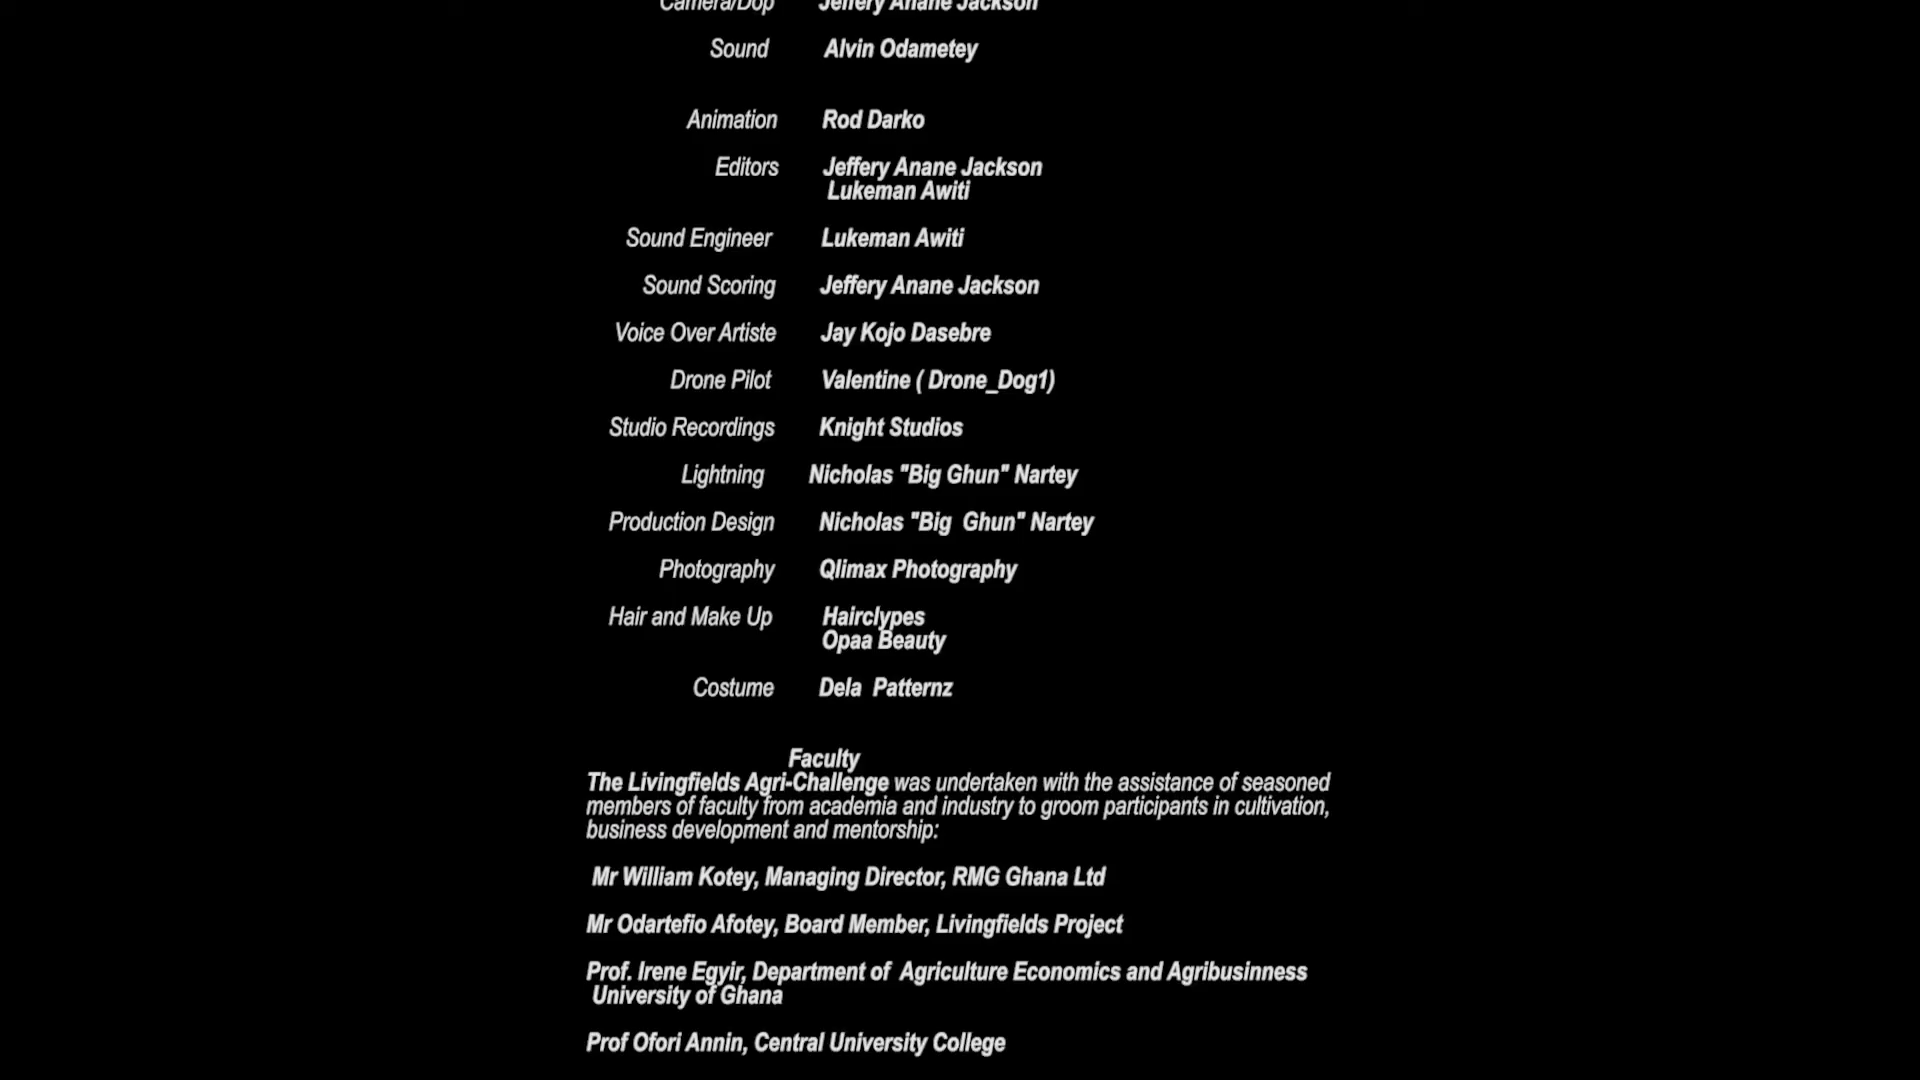 Camera/Dop Jeffery Anane Jackson
Sound Alvin Odametey
Animation Rod Darko
Editors Jeffery Anane Jackson
Lukeman Awiti
Sound Engineer Lukeman Awiti
Sound Scoring Jeffery Anane Jackson
Voice Over Artiste Jay Kojo Dasebre
Drone Pilot Valentine ( Drone_Dog1)
Studio Recordings Knight Studios
Lightning Nicholas "Big Ghun" Nartey
Production Design Nicholas "Big Ghun" Nartey
Photography Qlimax Photography
Hair and Make Up Hairclypes
Opaa Beauty
Costume Dela Patternz
Faculty
The Livingfields Agri-Challenge was undertaken with the assistance of seasoned
members of faculty from academia and industry to groom participants in cultivation,
business development and mentorship:
Mr William Kotey, Managing Director, RMG Ghana Ltd
Mr Odartefio Afotey, Board Member, Livingfields Project
Prof. Irene Egyir, Department of Agriculture Economics and Agribusinness
University of Ghana
Prof Ofori Annin, Central University College